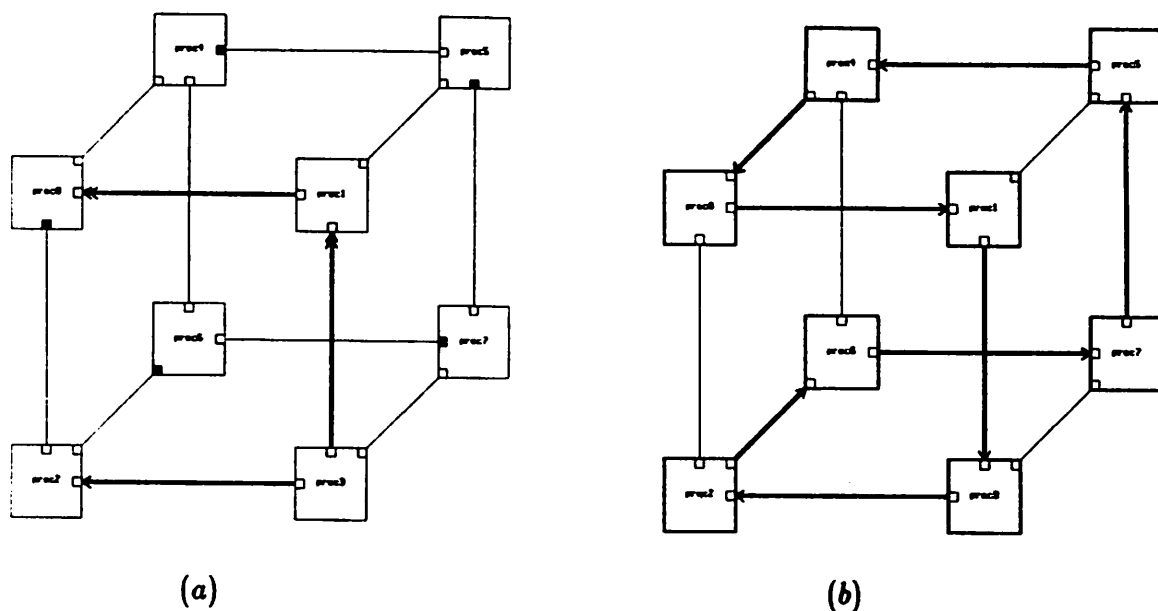 proc4 proc5 proc4 proc5
proc0 proc1 proc0 proc1
proc6 proc7 proc6 proc7
proc2 proc3 proc2 proc3
(a) (b)